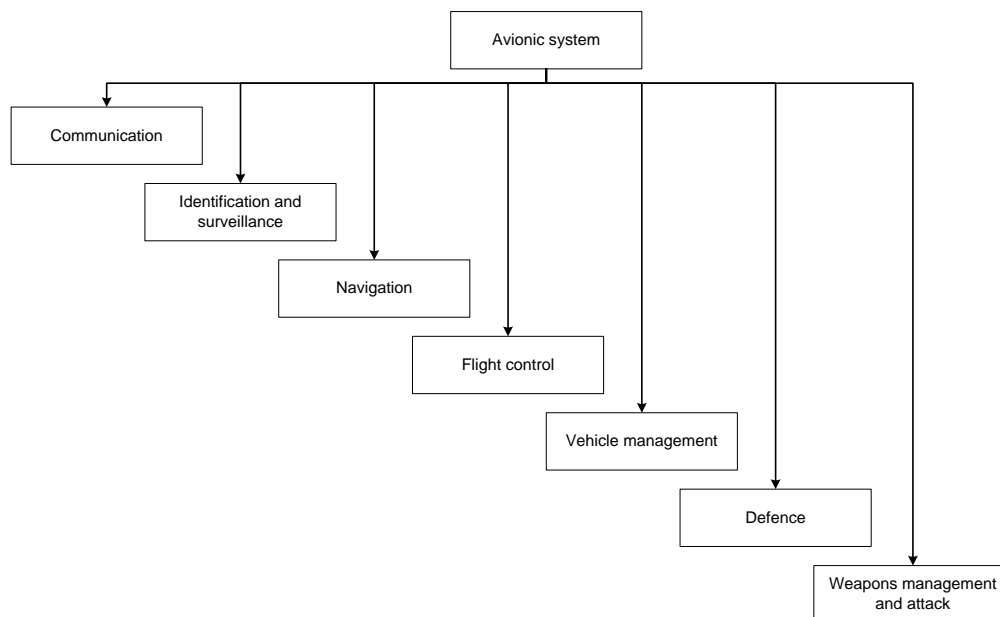 Avionic system
Communication
Identification and
surveillance
Navigation
Flight control
Vehicle management
Defence
Weapons management
and attack